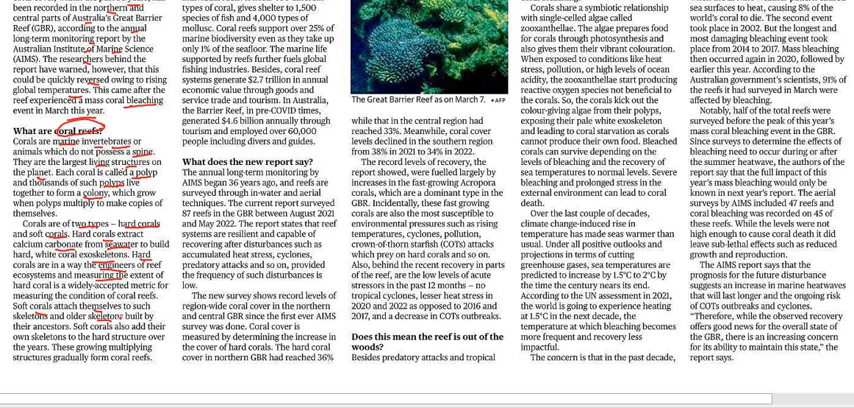 been recorded in the northern and
central parts of Australia's Great Barrier
Reef (GBR), according to the annual
long-term monitoring report by the
Australian Institute of Marine Science
(AIMS). The researchers behind the
report have warned, however, that this
could be quickly reversed owing to rising
global temperatures. This came after the
reef experienced a mass coral bleaching
event in March this year.
What are coral reefs?
Corals are marine invertebrates or
animals which do not possess a spine.
They are the largest living structures on
the planet. Each coral is called a polyp
and thousands of such polyps live
together to form a colony, which grow
when polyps multiply to make copies of
themselves.
Corals are of two types – hard corals
and soft corals. Hard corals extract
calcium carbonate from seawater to build
hard, white coral exoskeletons. Hard
corals are in a way the engineers of reef
ecosystems and measuring the extent of
hard coral is a widely-accepted metric for
measuring the condition of coral reefs.
Soft corals attach themselves to such
skeletons and older skeletons built by
their ancestors. Soft corals also add their
own skeletons to the hard structure over
the years. These growing multiplying
structures gradually form coral reefs.
types of coral, gives shelter to 1,500
species of fish and 4,000 types of
mollusc. Coral reefs support over 25% of
marine biodiversity even as they take up
only 1% of the seafloor. The marine life
supported by reefs further fuels global
fishing industries. Besides, coral reef
systems generate $2.7 trillion in annual
economic value through goods and
service trade and tourism. In Australia,
the Barrier Reef, in pre-COVID times,
generated $4.6 billion annually through
tourism and employed over 60,000
people including divers and guides.
What does the new report say?
The annual long-term monitoring by
AIMS began 36 years ago, and reefs are
surveyed through in-water and aerial
techniques. The current report surveyed
87 reefs in the GBR between August 2021
and May 2022. The report states that reef
systems are resilient and capable of
recovering after disturbances such as
accumulated heat stress, cyclones,
predatory attacks and so on, provided
the frequency of such disturbances is
low.
The new survey shows record levels of
region-wide coral cover in the northern
and central GBR since the first ever AIMS
survey was done. Coral cover is
measured by determining the increase in
the cover of hard corals. The hard coral
cover in northern GBR had reached 36%
The Great Barrier Reef as on March 7. •AFP
while that in the central region had
reached 33%. Meanwhile, coral cover
levels declined in the southern region
from 38% in 2021 to 34% in 2022.
The record levels of recovery, the
report showed, were fuelled largely by
increases in the fast-growing Acropora
corals, which are a dominant type in the
GBR. Incidentally, these fast growing
corals are also the most susceptible to
environmental pressures such as rising
temperatures, cyclones, pollution,
crown-of-thorn starfish (COTs) attacks
which prey on hard corals and so on.
Also, behind the recent recovery in parts
of the reef, are the low levels of acute
stressors in the past 12 months – no
tropical cyclones, lesser heat stress in
2020 and 2022 as opposed to 2016 and
2017, and a decrease in COTs outbreaks.
Does this mean the reef is out of the
woods?
Besides predatory attacks and tropical
Corals share a symbiotic relationship
with single-celled algae called
zooxanthellae. The algae prepares food
for corals through photosynthesis and
also gives them their vibrant colouration.
When exposed to conditions like heat
stress, pollution, or high levels of ocean
acidity, the zooxanthellae start producing
reactive oxygen species not beneficial to
the corals. So, the corals kick out the
colour-giving algae from their polyps,
exposing their pale white exoskeleton
and leading to coral starvation as corals
cannot produce their own food. Bleached
corals can survive depending on the
levels of bleaching and the recovery of
sea temperatures to normal levels. Severe
bleaching and prolonged stress in the
external environment can lead to coral
death.
Over the last couple of decades,
climate change-induced rise in
temperature has made seas warmer than
usual. Under all positive outlooks and
projections in terms of cutting
greenhouse gases, sea temperatures are
predicted to increase by 1.5°C to 2°C by
the time the century nears its end.
According to the UN assessment in 2021,
the world is going to experience heating
at 1.5°C in the next decade, the
temperature at which bleaching becomes
more frequent and recovery less
impactful.
The concern is that in the past decade,
sea surfaces to heat, causing 8% of the
world's coral to die. The second event
took place in 2002. But the longest and
most damaging bleaching event took
place from 2014 to 2017. Mass bleaching
then occurred again in 2020, followed by
earlier this year. According to the
Australian government's scientists, 91% of
the reef it had surveyed in March were
affected by bleaching.
Notably, half of the total reefs were
surveyed before the peak of this year's
mass coral bleaching event in the GBR.
Since surveys to determine the effects of
bleaching need to occur during or after
the summer heatwave, the authors of the
report say that the full impact of this
year's mass bleaching would only be
known in next year's report. The aerial
surveys by AIMS included 47 reefs and
coral bleaching was recorded on 45 of
these reefs. While the levels were not
high enough to cause coral death it did
leave sub-lethal effects such as reduced
growth and reproduction.
The AIMS report says that the
prognosis for the future disturbance
suggests an increase in marine heatwaves
that will last longer and the ongoing risk
of COTs outbreaks and cyclones.
“Therefore, while the observed recovery
offers good news for the overall state of
the GBR, there is an increasing concern
for its ability to maintain this state,” the
report says.